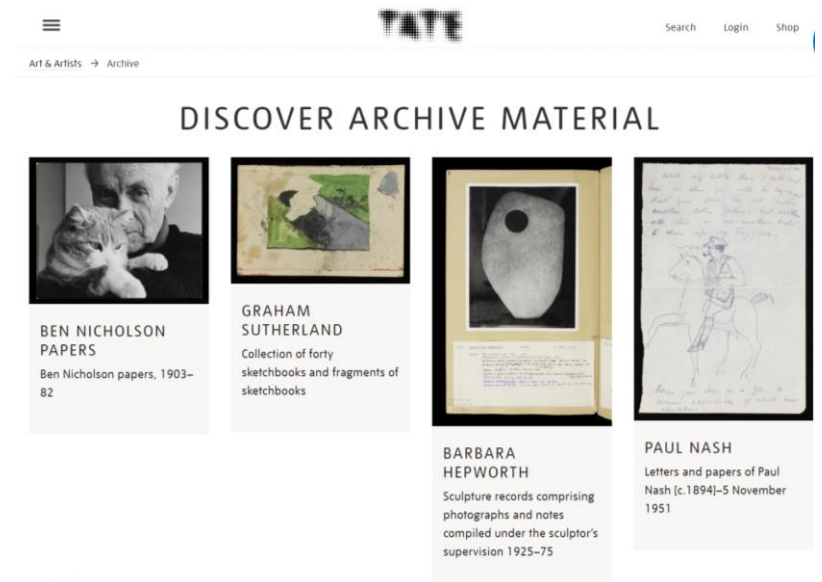 TATE
Search Login Shop
Art & Artists → Archive
DISCOVER ARCHIVE MATERIAL
BEN NICHOLSON
PAPERS
Ben Nicholson papers, 1903–
82
GRAHAM
SUTHERLAND
Collection of forty
sketchbooks and fragments of
sketchbooks
BARBARA
HEPWORTH
Sculpture records comprising
photographs and notes
compiled under the sculptor's
supervision 1925–75
PAUL NASH
Letters and papers of Paul
Nash [c.1894]–5 November
1951